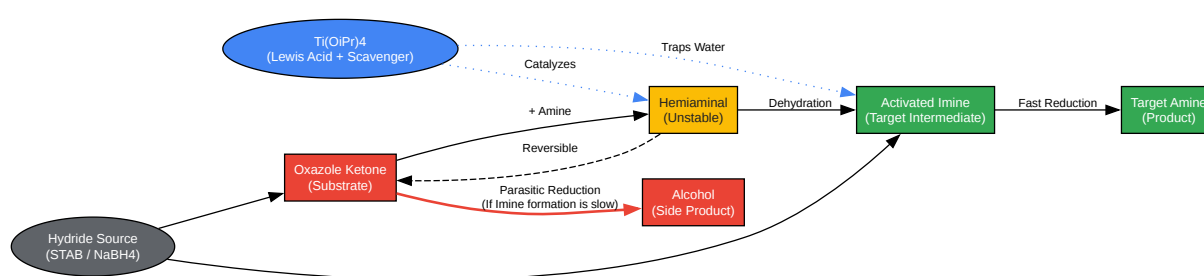 Ti(OiPr)4
(Lewis Acid + Scavenger)
Traps Water
Catalyzes
Hemiaminal
(Unstable)
Dehydration
Activated Imine
(Target Intermediate)
Fast Reduction
Target Amine
(Product)
+ Amine
Reversible
Oxazole Ketone
(Substrate)
Parasitic Reduction
(If Imine formation is slow)
Alcohol
(Side Product)
Hydride Source
(STAB / NaBH4)